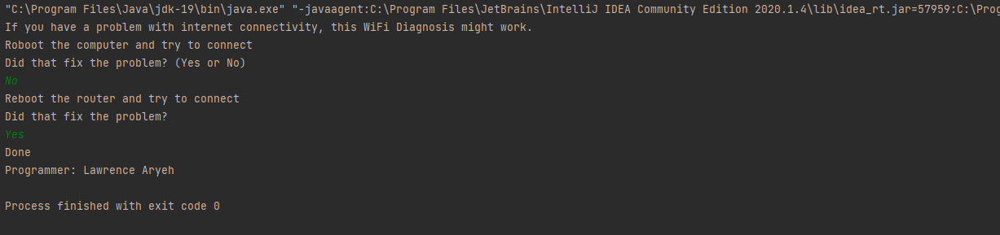 "C:\Program Files\Java\jdk-19\bin\java.exe" "-javaagent:C:\Program Files\JetBrains\IntelliJ IDEA Community Edition 2020.1.4\lib\idea_rt.jar=57959:C:\Prog
If you have a problem with internet connectivity, this WiFi Diagnosis might work.
Roboot the computer and try to connect
Did that fix the problem? (Yes or No)
No
Reboot the router and try to connect
Did that fix the problem?
Yes
Done
Programmer: Lawrence Aryeh
Process finished with exit code 0